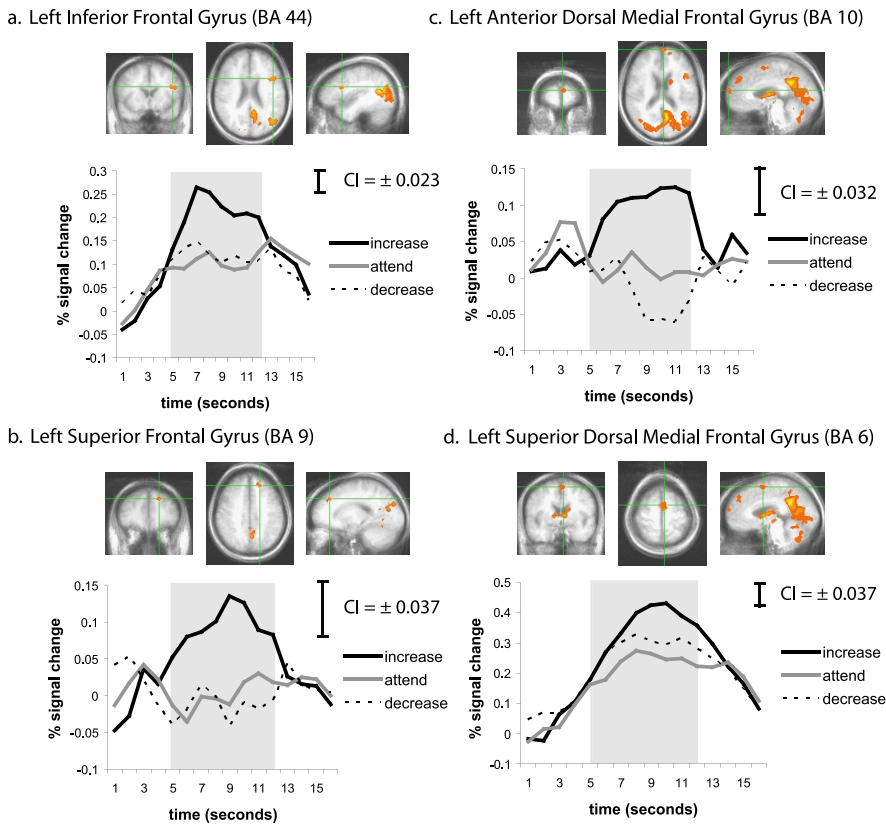 a. Left Inferior Frontal Gyrus (BA 44)
0.3
0.25
0.2
0.15
0.1
0.05
0
-0.05
-0.1
% signal change
1 3 5 7 9 11 13 15
time (seconds)
CI = ± 0.023
increase
attend
decrease
b. Left Superior Frontal Gyrus (BA 9)
0.15
0.1
0.05
0
-0.05
-0.1
% signal change
1 3 5 7 9 11 13 15
time (seconds)
CI = ± 0.037
increase
attend
decrease
c. Left Anterior Dorsal Medial Frontal Gyrus (BA 10)
0.15
0.1
0.05
0
-0.05
-0.1
% signal change
1 3 5 7 9 11 13 15
time (seconds)
CI = ± 0.032
increase
attend
decrease
d. Left Superior Dorsal Medial Frontal Gyrus (BA 6)
0.5
0.4
0.3
0.2
0.1
0
-0.1
% signal change
1 3 5 7 9 11 13 15
time (seconds)
CI = ± 0.037
increase
attend
decrease